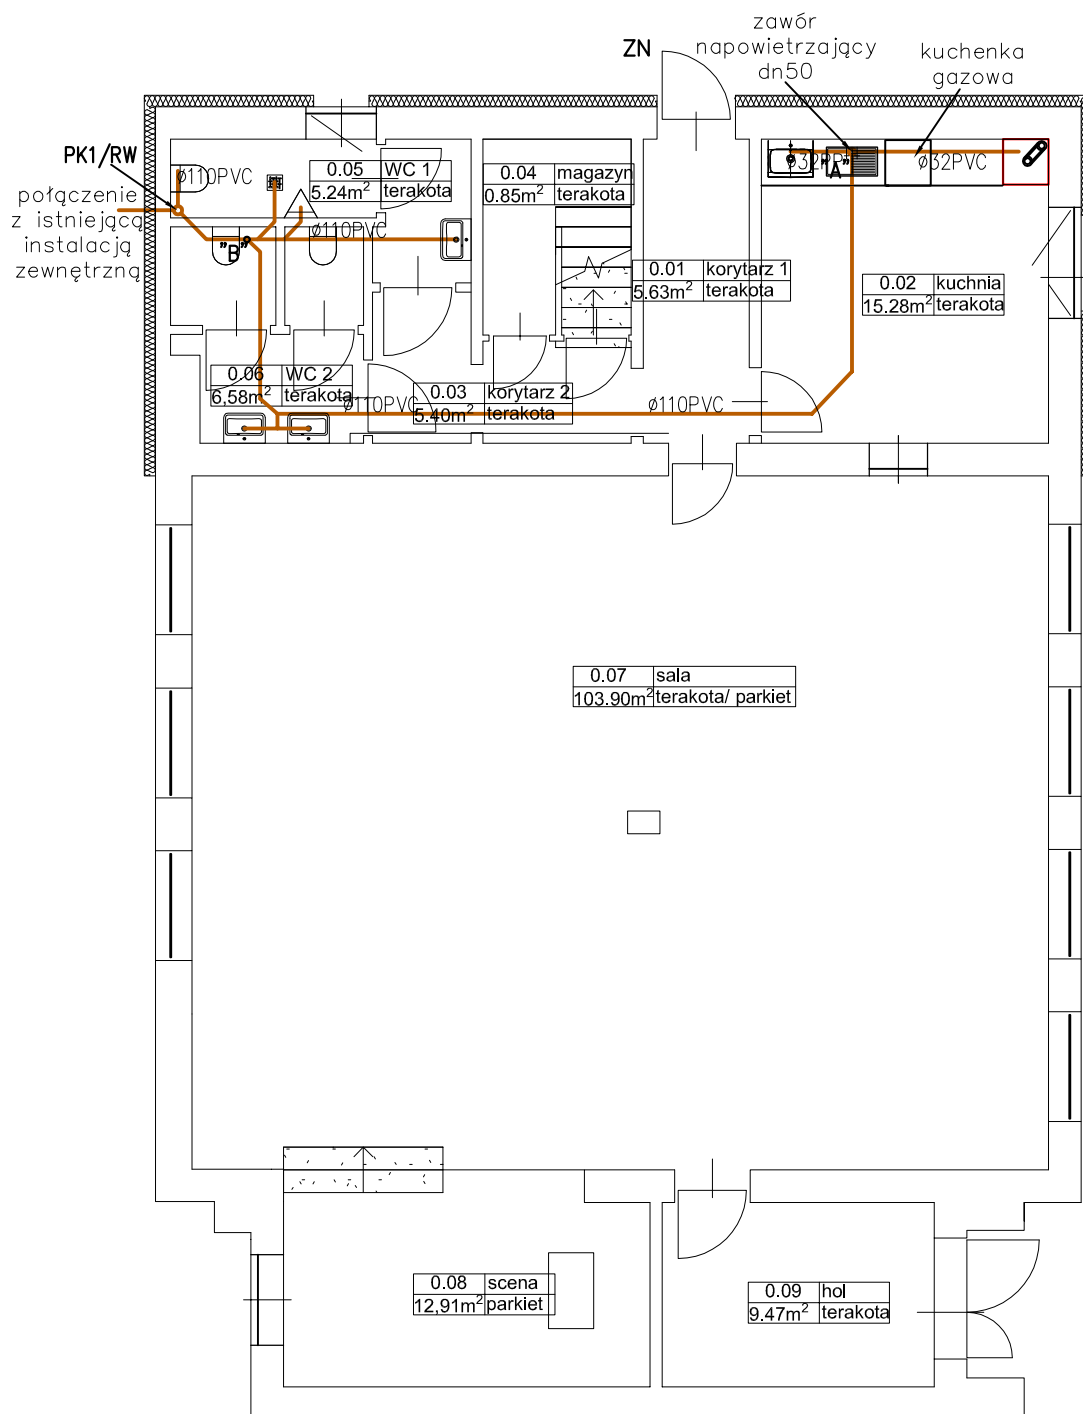 zawór
napowietrzający
dn50
ZN
kuchenka
gazowa
PK1/RW
połączenie
z istniejącą
instalacją
zewnętrzną
ø110PVC
0.05 WC 1
5.24m² terakota
0.04 magazyn
0.85m² terakota
ø32PVC
"A"
ø32PVC
"B"
ø110PVC
0.01 korytarz 1
5.63m² terakota
0.02 kuchnia
15.28m² terakota
0.06 WC 2
6,58m² terakota
ø110PVC
0.03 korytarz 2
5.40m² terakota
ø110PVC
0.07 sala
103.90m² terakota/ parkiet
0.08 scena
12,91m² parkiet
0.09 hol
9.47m² terakota